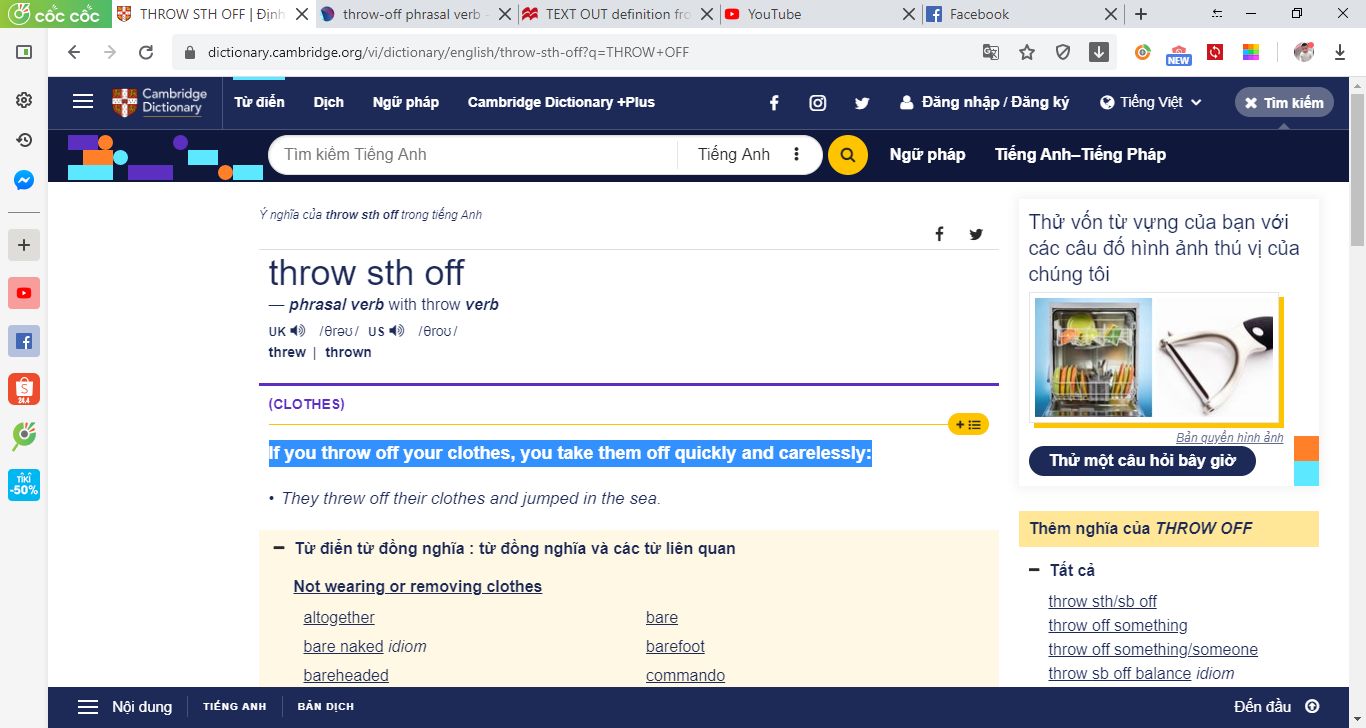 cốc cốc
THROW STH OFF | Định
throw-off phrasal verb -
TEXT OUT definition fro
YouTube
Facebook
dictionary.cambridge.org/vi/dictionary/english/throw-sth-off?q=THROW+OFF
NEW
Cambridge
Dictionary
Từ điển
Dịch
Ngữ pháp
Cambridge Dictionary +Plus
Đăng nhập / Đăng ký
Tiếng Việt
Tìm kiếm
Tìm kiếm Tiếng Anh
Tiếng Anh
Ngữ pháp
Tiếng Anh–Tiếng Pháp
Ý nghĩa của throw sth off trong tiếng Anh
throw sth off
— phrasal verb with throw verb
UK /θrəʊ/ US /θroʊ/
threw | thrown
(CLOTHES)
If you throw off your clothes, you take them off quickly and carelessly:
• They threw off their clothes and jumped in the sea.
Từ điển từ đồng nghĩa : từ đồng nghĩa và các từ liên quan
Not wearing or removing clothes
altogether
bare
bare naked idiom
barefoot
bareheaded
commando
Thử vốn từ vựng của bạn với
các câu đố hình ảnh thú vị của
chúng tôi
Bản quyền hình ảnh
Thử một câu hỏi bây giờ
Thêm nghĩa của THROW OFF
Tất cả
throw sth/sb off
throw off something
throw off something/someone
throw sb off balance idiom
S
24.4
TIKI
-50%
Nội dung
TIẾNG ANH
BẢN DỊCH
Đến đầu